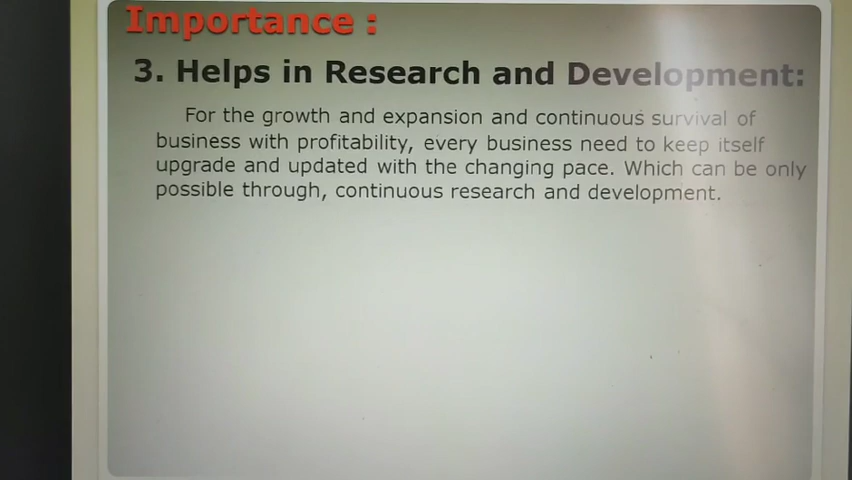 Importance :
3. Helps in Research and Development:
For the growth and expansion and continuous survival of
business with profitability, every business need to keep itself
upgrade and updated with the changing pace. Which can be only
possible through, continuous research and development.